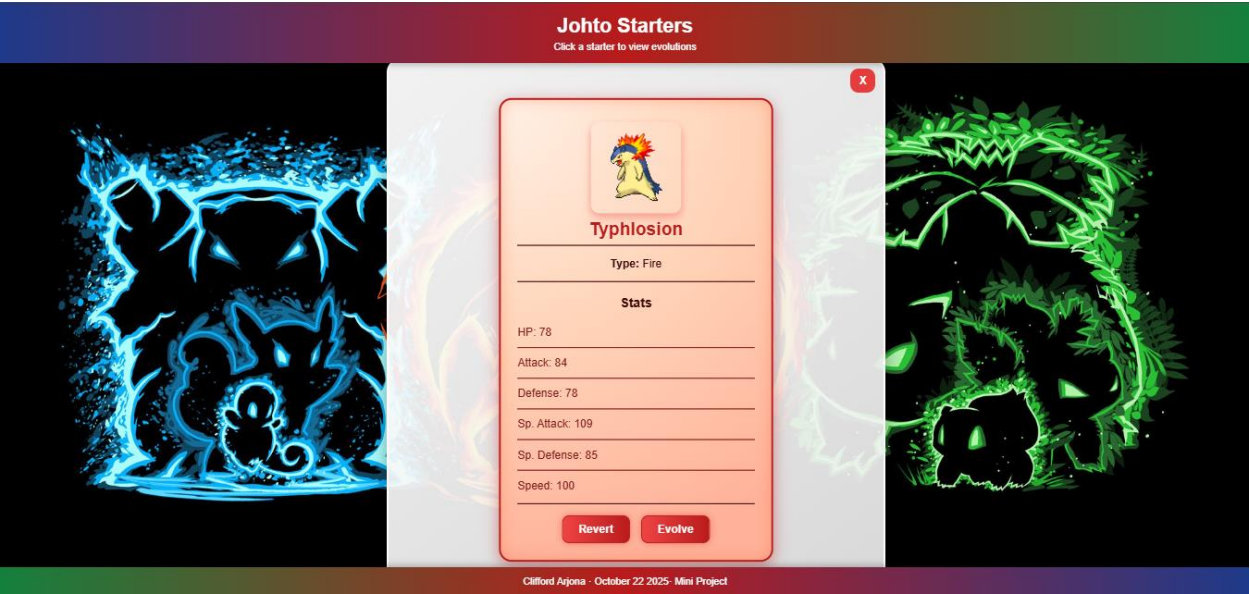 Johto Starters
Click a starter to view evolutions
X
Typhlosion
Type: Fire
Stats
HP: 78
Attack: 84
Defense: 78
Sp. Attack: 109
Sp. Defense: 85
Speed: 100
Revert Evolve
Clifford Arjona - October 22 2025- Mini Project